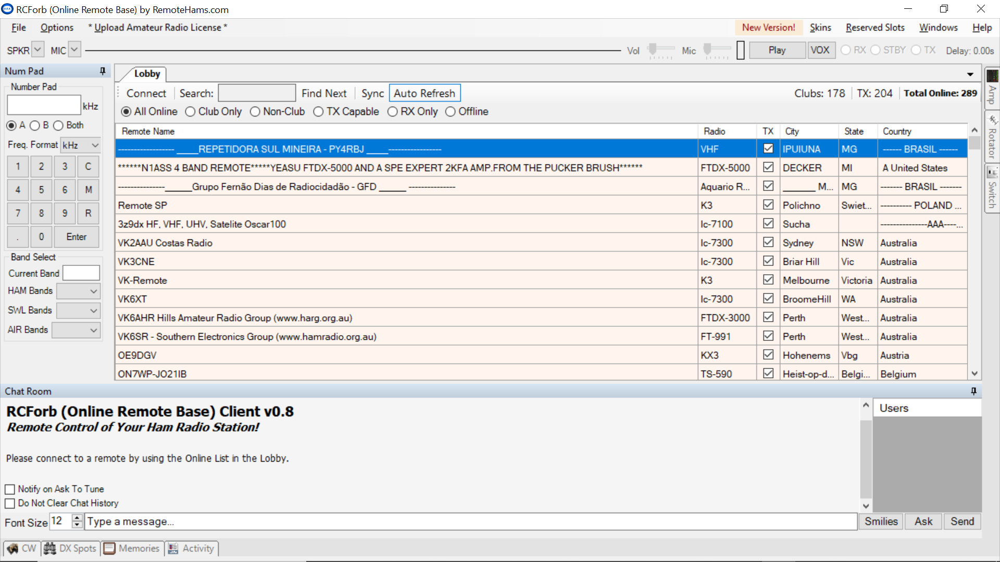 RCForb (Online Remote Base) by RemoteHams.com
File Options * Upload Amateur Radio License * New Version! Skins Reserved Slots Windows Help
SPKR MIC Vol Mic Play VOX RX STBY TX Delay: 0.00s
Num Pad
Number Pad
kHz
A B Both
Freq. Format kHz
1 2 3 C
4 5 6 M
7 8 9 R
. 0 Enter
Band Select
Current Band
HAM Bands
SWL Bands
AIR Bands
Lobby
Connect Search: Find Next Sync Auto Refresh Clubs: 178 TX: 204 Total Online: 289
All Online Club Only Non-Club TX Capable RX Only Offline
Remote Name Radio TX City State Country
------------------ _____REPETIDORA SUL MINEIRA - PY4RBJ _____----------------- VHF IPUIUNA MG ------ BRASIL ------
******N1ASS 4 BAND REMOTE*****YEASU FTDX-5000 AND A SPE EXPERT 2KFA AMP.FROM THE PUCKER BRUSH****** FTDX-5000 DECKER MI A United States
---------------______Grupo Fernão Dias de Radiocidadão - GFD ______ --------------- Aquario R... _______ M... MG ------- BRASIL -------
Remote SP K3 Polichno Swiet... ---------- POLAND ...
3z9dx HF, VHF, UHV, Satelite Oscar100 Ic-7100 Sucha ---------------AAA----...
VK2AAU Costas Radio Ic-7300 Sydney NSW Australia
VK3CNE Ic-7300 Briar Hill Vic Australia
VK-Remote K3 Melbourne Victoria Australia
VK6XT Ic-7300 BroomeHill WA Australia
VK6AHR Hills Amateur Radio Group (www.harg.org.au) FTDX-3000 Perth West... Australia
VK6SR - Southern Electronics Group (www.hamradio.org.au) FT-991 Perth West... Australia
OE9DGV KX3 Hohenems Vbg Austria
ON7WP-JO21IB TS-590 Heist-op-d... Belgi... Belgium
Amp
Rotator
Switch
Chat Room
RCForb (Online Remote Base) Client v0.8
Remote Control of Your Ham Radio Station!
Please connect to a remote by using the Online List in the Lobby.
Users
Notify on Ask To Tune
Do Not Clear Chat History
Font Size 12 Type a message... Smilies Ask Send
CW DX Spots Memories Activity